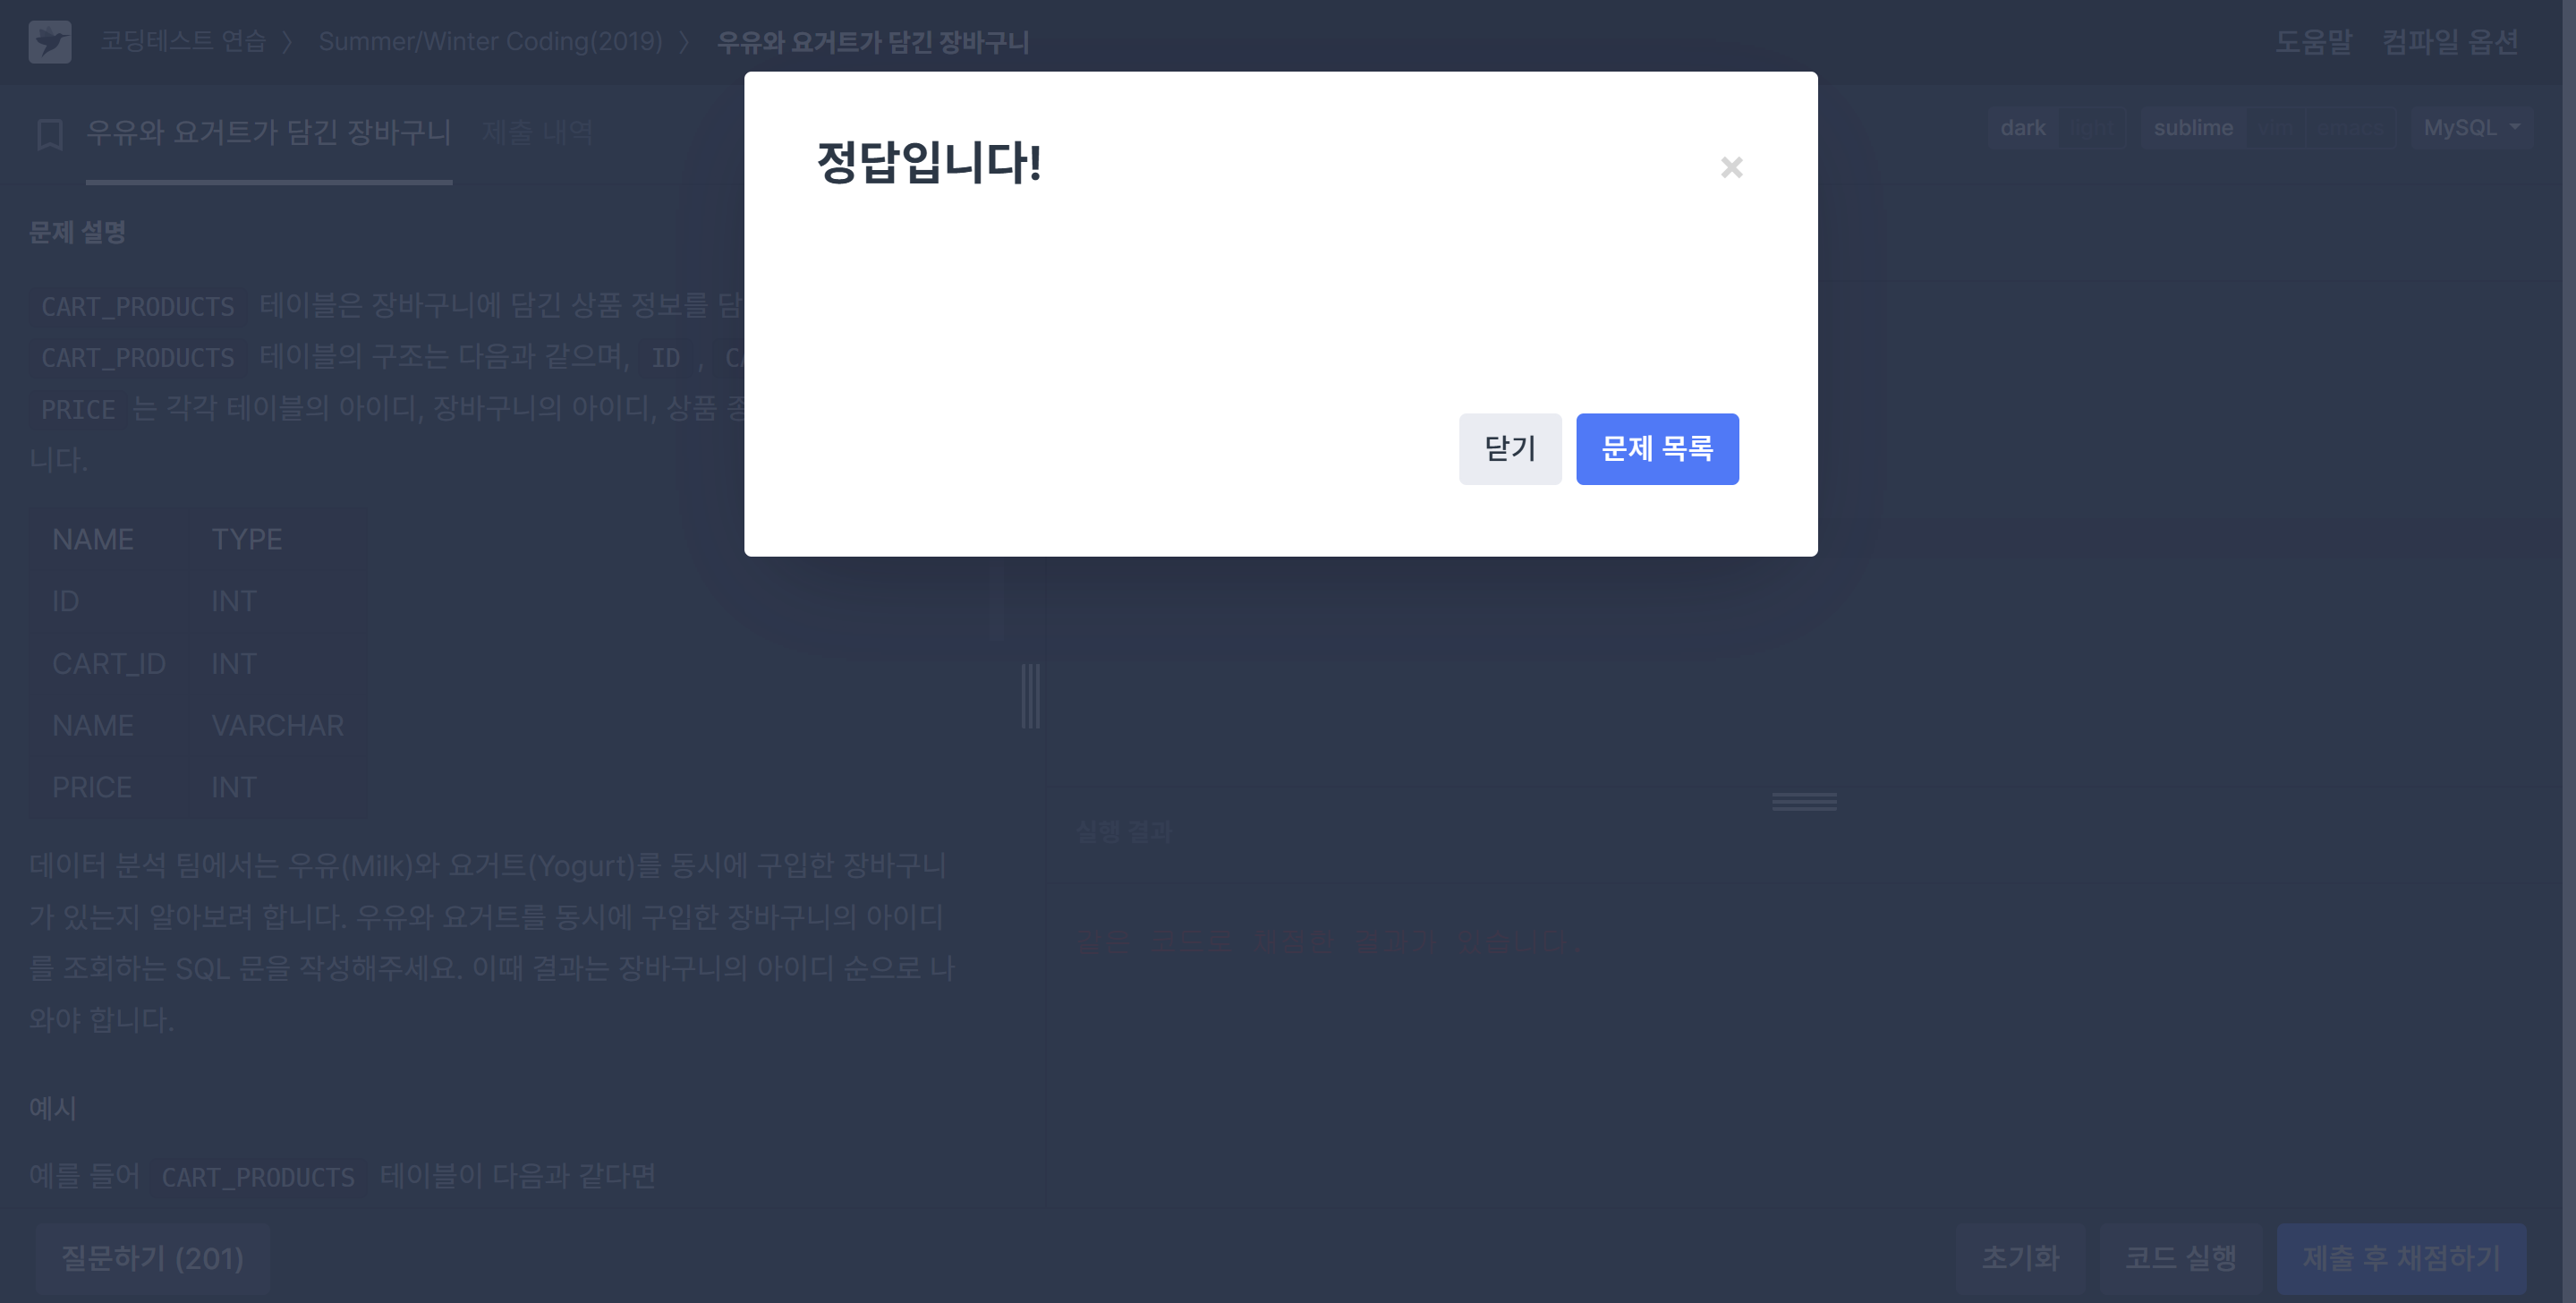 코딩테스트 연습 〉 Summer/Winter Coding(2019) 〉 우유와 요거트가 담긴 장바구니
도움말 컴파일 옵션
우유와 요거트가 담긴 장바구니 제출 내역
dark light sublime vim emacs MySQL
정답입니다!
×
닫기 문제 목록
문제 설명
CART_PRODUCTS 테이블은 장바구니에 담긴 상품 정보를 담
CART_PRODUCTS 테이블의 구조는 다음과 같으며, ID ,
PRICE 는 각각 테이블의 아이디, 장바구니의 아이디, 상품 종
니다.
NAME TYPE
ID INT
CART_ID INT
NAME VARCHAR
PRICE INT
데이터 분석 팀에서는 우유(Milk)와 요거트(Yogurt)를 동시에 구입한 장바구니
가 있는지 알아보려 합니다. 우유와 요거트를 동시에 구입한 장바구니의 아이디
를 조회하는 SQL 문을 작성해주세요. 이때 결과는 장바구니의 아이디 순으로 나
와야 합니다.
예시
예를 들어 CART_PRODUCTS 테이블이 다음과 같다면
실행 결과
같은 코드로 채점한 결과가 있습니다.
질문하기 (201)
초기화 코드 실행 제출 후 채점하기